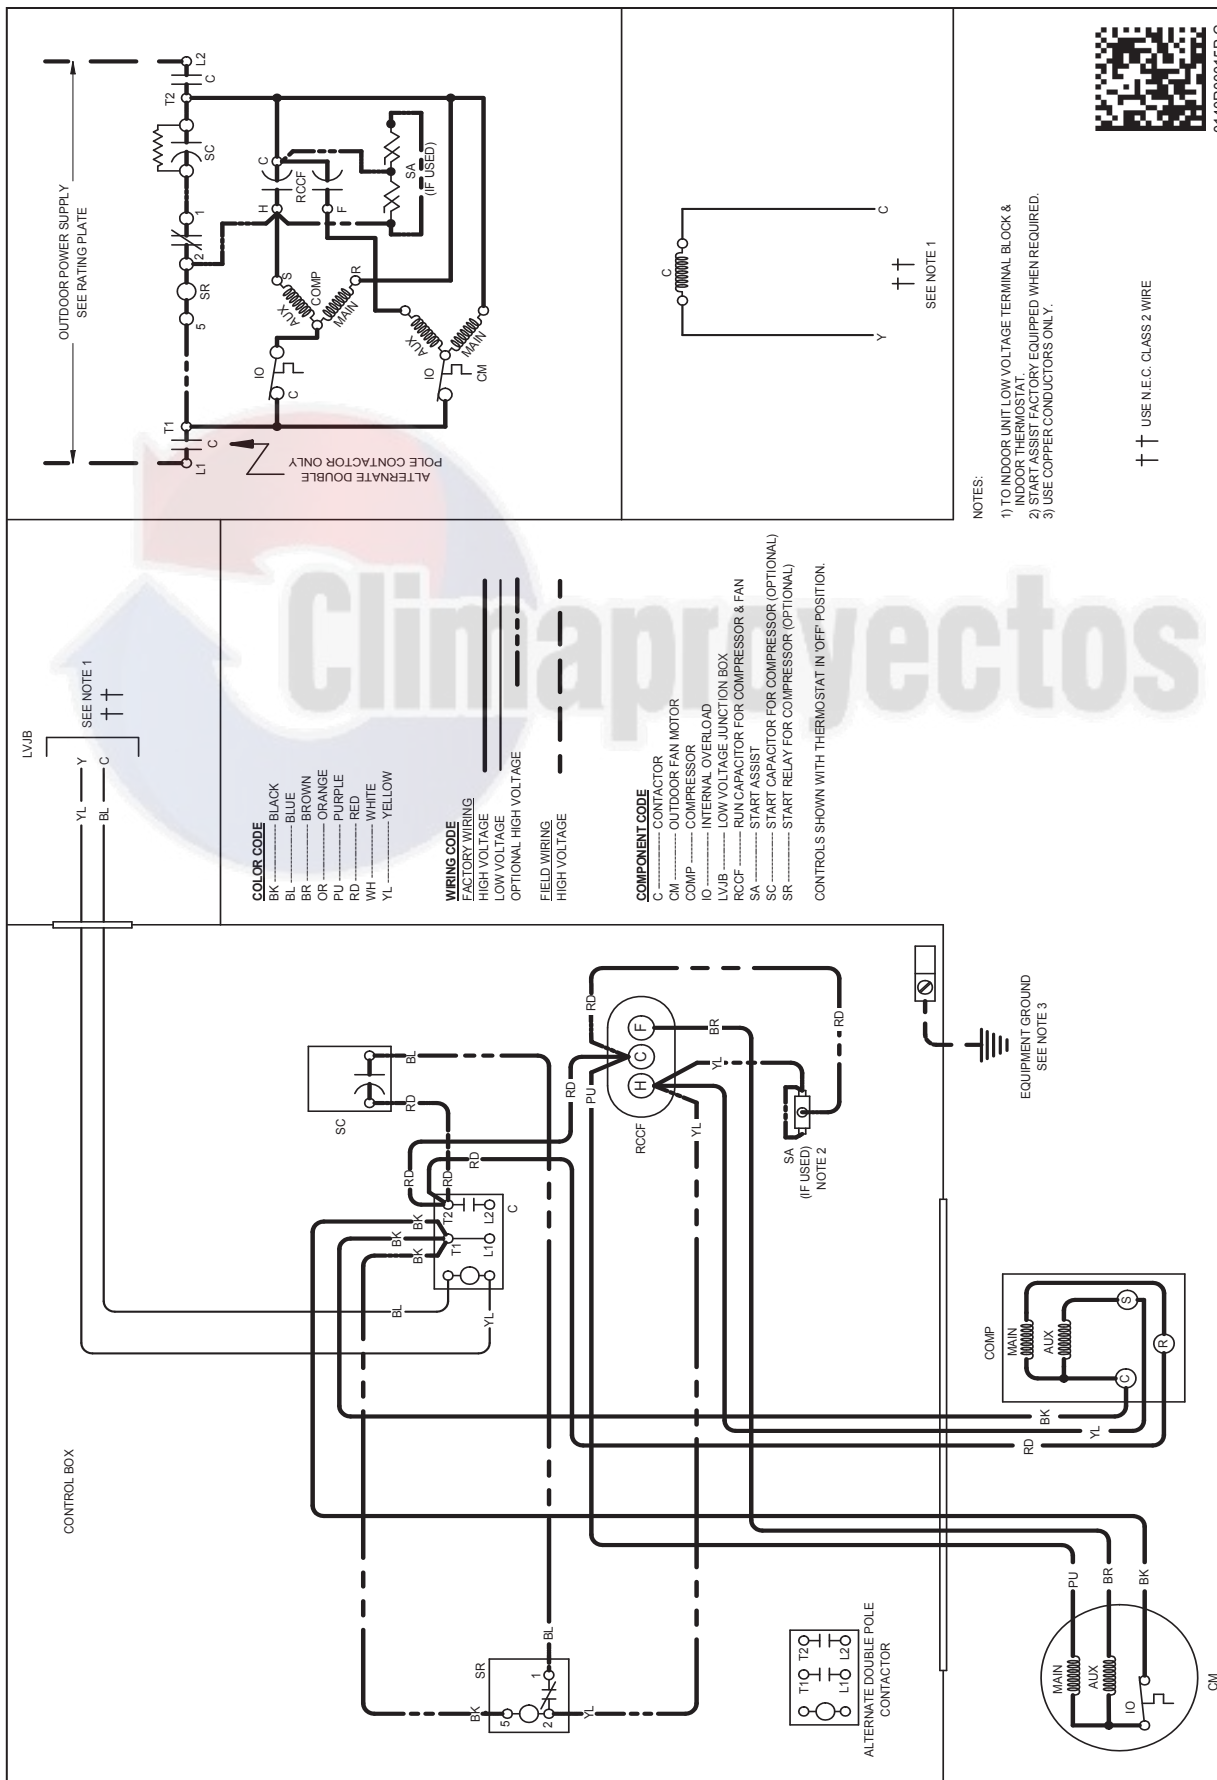 CONTROL BOX
LVJB
SEE NOTE 1
Y
C
YL
BL
SC
BL
RD
RD
RD
RD
RD
RD
RD
PU
YL
YL
BR
RCCF
H
C
F
SA
(IF USED)
NOTE 2
BK
BK
BK
T2
T1
L2
L1
C
BL
YL
SR
BL
BK
YL
5
2
1
T1
T2
L1
L2
ALTERNATE DOUBLE POLE
CONTACTOR
EQUIPMENT GROUND
SEE NOTE 3
COMP
MAIN
AUX
C
S
R
BK
YL
RD
PU
BR
BK
MAIN
AUX
IO
CM
COLOR CODE
BK ---------- BLACK
BL ---------- BLUE
BR ---------- BROWN
OR ---------- ORANGE
PU ---------- PURPLE
RD ---------- RED
WH ---------- WHITE
YL ---------- YELLOW
WIRING CODE
FACTORY WIRING
HIGH VOLTAGE
LOW VOLTAGE
OPTIONAL HIGH VOLTAGE
FIELD WIRING
HIGH VOLTAGE
COMPONENT CODE
C ---------- CONTACTOR
CM ---------- OUTDOOR FAN MOTOR
COMP ---------- COMPRESSOR
IO ---------- INTERNAL OVERLOAD
LVJB ---------- LOW VOLTAGE JUNCTION BOX
RCCF ---------- RUN CAPACITOR FOR COMPRESSOR & FAN
SA ---------- START ASSIST
SC ---------- START CAPACITOR FOR COMPRESSOR (OPTIONAL)
SR ---------- START RELAY FOR COMPRESSOR (OPTIONAL)
CONTROLS SHOWN WITH THERMOSTAT IN 'OFF' POSITION.
OUTDOOR POWER SUPPLY
SEE RATING PLATE
L1
C
T1
5
SR
2
1
SC
T2
C
L2
ALTERNATE DOUBLE
POLE CONTACTOR ONLY
IO
C
AUX
COMP
MAIN
S
R
H
C
RCCF
F
SA
(IF USED)
IO
AUX
MAIN
CM
C
Y
C
SEE NOTE 1
NOTES:
1) TO INDOOR UNIT LOW VOLTAGE TERMINAL BLOCK &
INDOOR THERMOSTAT.
2) START ASSIST FACTORY EQUIPPED WHEN REQUIRED.
3) USE COPPER CONDUCTORS ONLY.
†† USE N.E.C. CLASS 2 WIRE
Climaproyectos